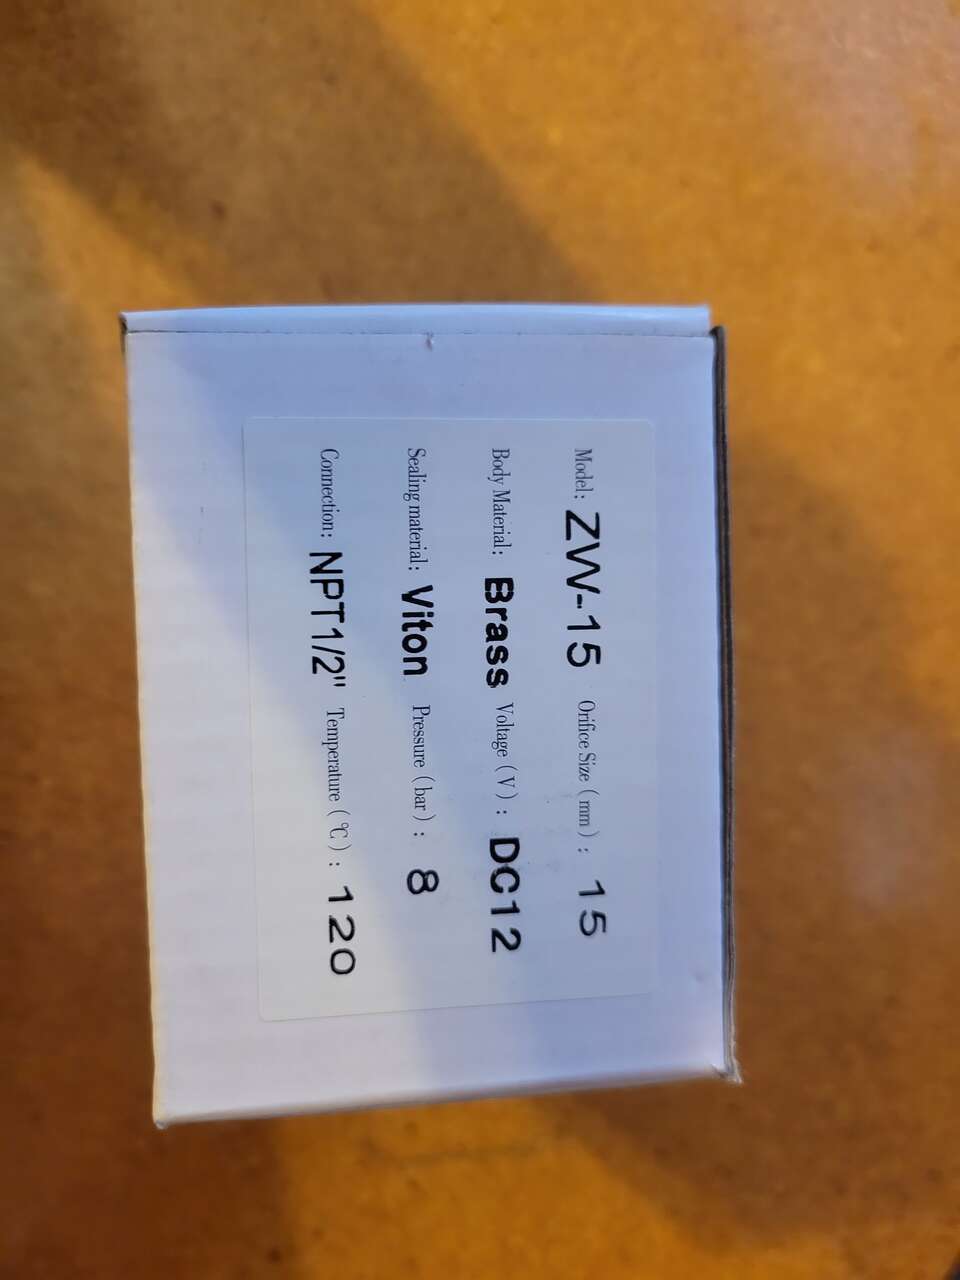 Model: ZW-15 Orifice Size (mm): 15
Body Material: Brass Voltage (V): DC12
Sealing material: Viton Pressure (bar): 8
Connection: NPT1/2" Temperature (℃): 120